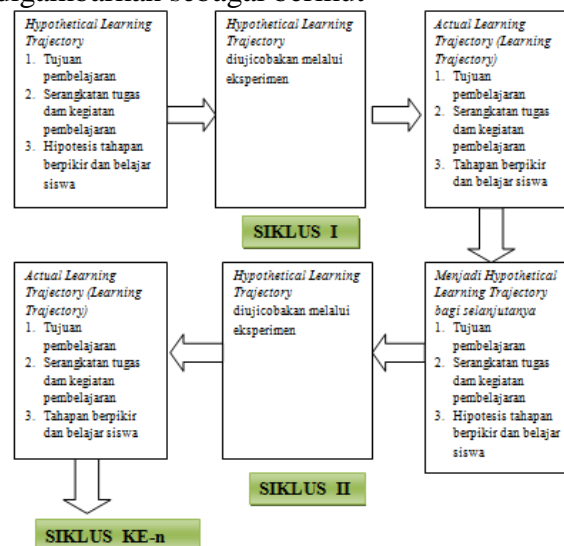 digambarkan sebagai berikut
Hypothetical Learning
Trajectory
1. Tujuan
pembelajaran
2. Serangkatan tugas
dam kegiatan
pembelajaran
3. Hipotesis tahapan
berpikir dan belajar
siswa
Hypothetical Learning
Trajectory
diujicobakan melalui
eksperimen
Actual Learning
Trajectory (Learning
Trajectory)
1. Tujuan
pembelajaran
2. Serangkatan tugas
dam kegiatan
pembelajaran
3. Tahapan berpikir
dan belajar siswa
SIKLUS I
Menjadi Hypothetical
Learning Trajectory
bagi selanjutanya
1. Tujuan
pembelajaran
2. Serangkatan tugas
dam kegiatan
pembelajaran
3. Hipotesis tahapan
berpikir dan belajar
siswa
Hypothetical Learning
Trajectory
diujicobakan melalui
eksperimen
Actual Learning
Trajectory (Learning
Trajectory)
1. Tujuan
pembelajaran
2. Serangkatan tugas
dam kegiatan
pembelajaran
3. Tahapan berpikir
dan belajar siswa
SIKLUS II
SIKLUS KE-n